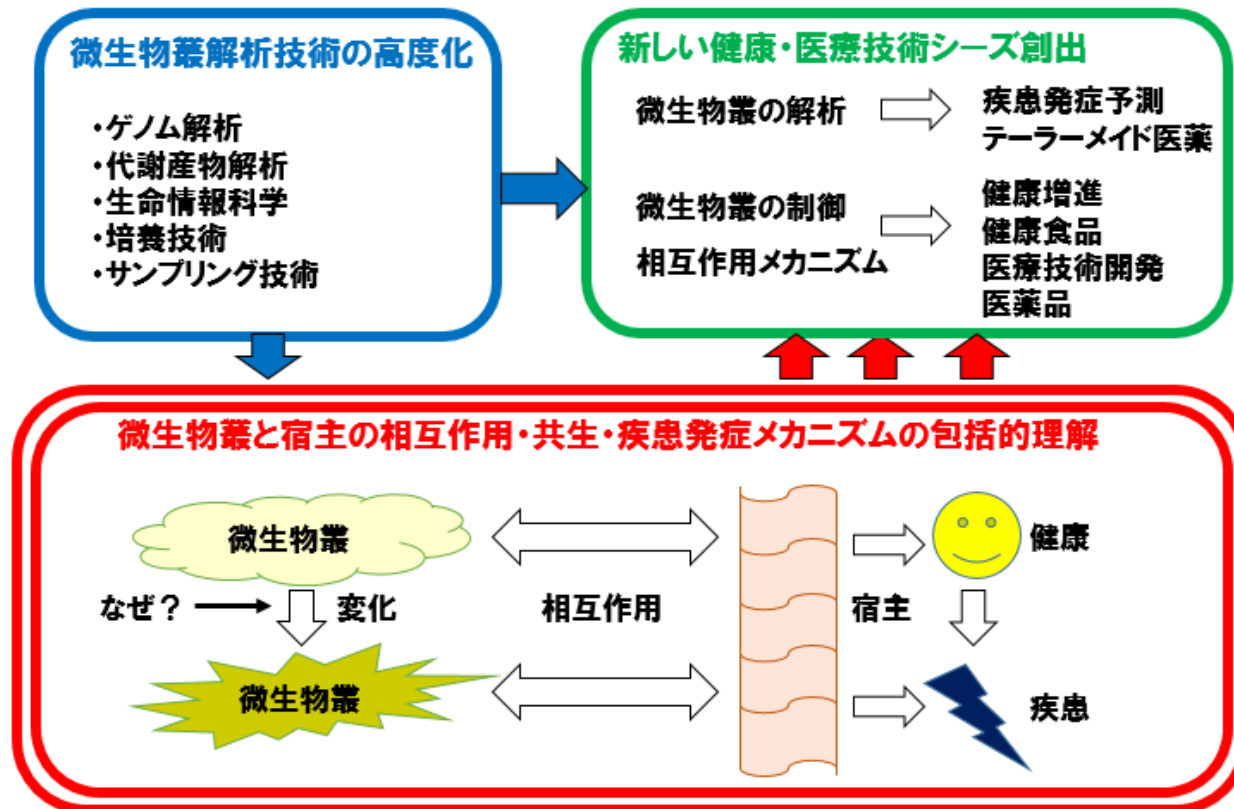 微生物叢解析技術の高度化
・ゲノム解析
・代謝産物解析
・生命情報科学
・培養技術
・サンプリング技術
新しい健康・医療技術シーズ創出
微生物叢の解析
疾患発症予測
テーラーメイド医薬
微生物叢の制御
相互作用メカニズム
健康増進
健康食品
医療技術開発
医薬品
微生物叢と宿主の相互作用・共生・疾患発症メカニズムの包括的理解
微生物叢
健康
なぜ？
変化
相互作用
宿主
微生物叢
疾患